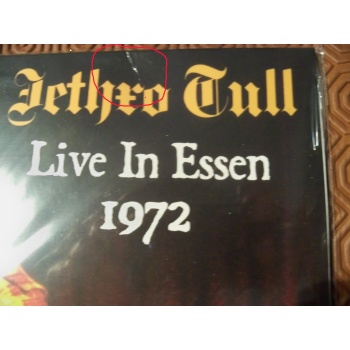 Jethro Tull
Live In Essen
1972